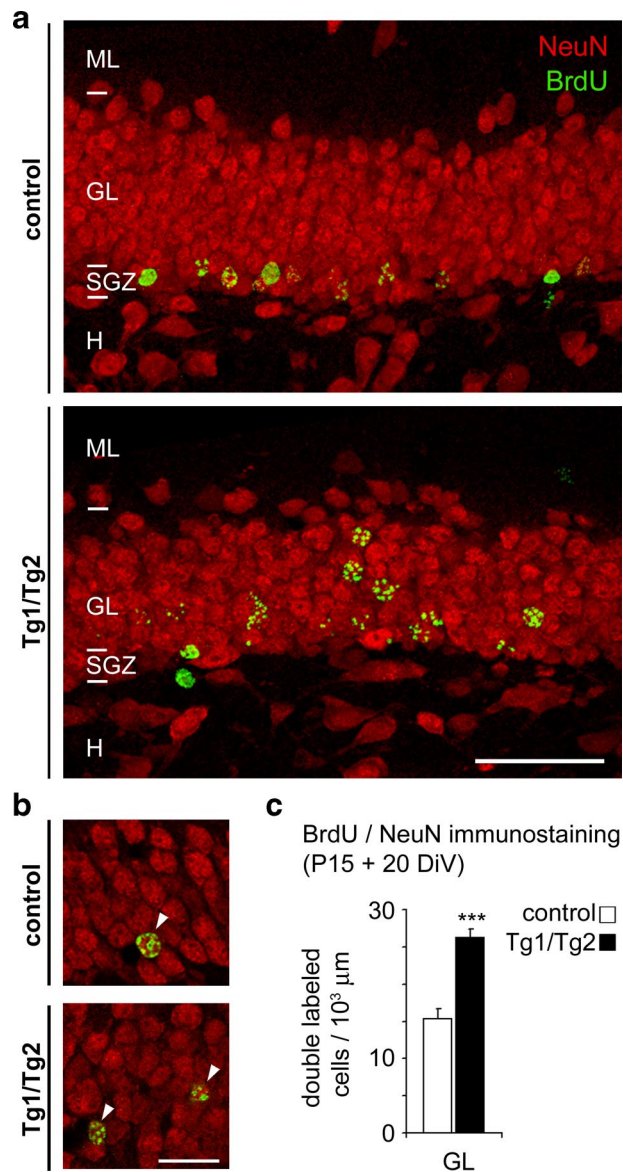 a
NeuN
BrdU
control
ML
GL
SGZ
H
Tg1/Tg2
ML
GL
SGZ
H
b
control
Tg1/Tg2
c
BrdU / NeuN immunostaining
(P15 + 20 DiV)
double labeled
cells / 10³ µm
30
10
0
***
control
Tg1/Tg2
GL